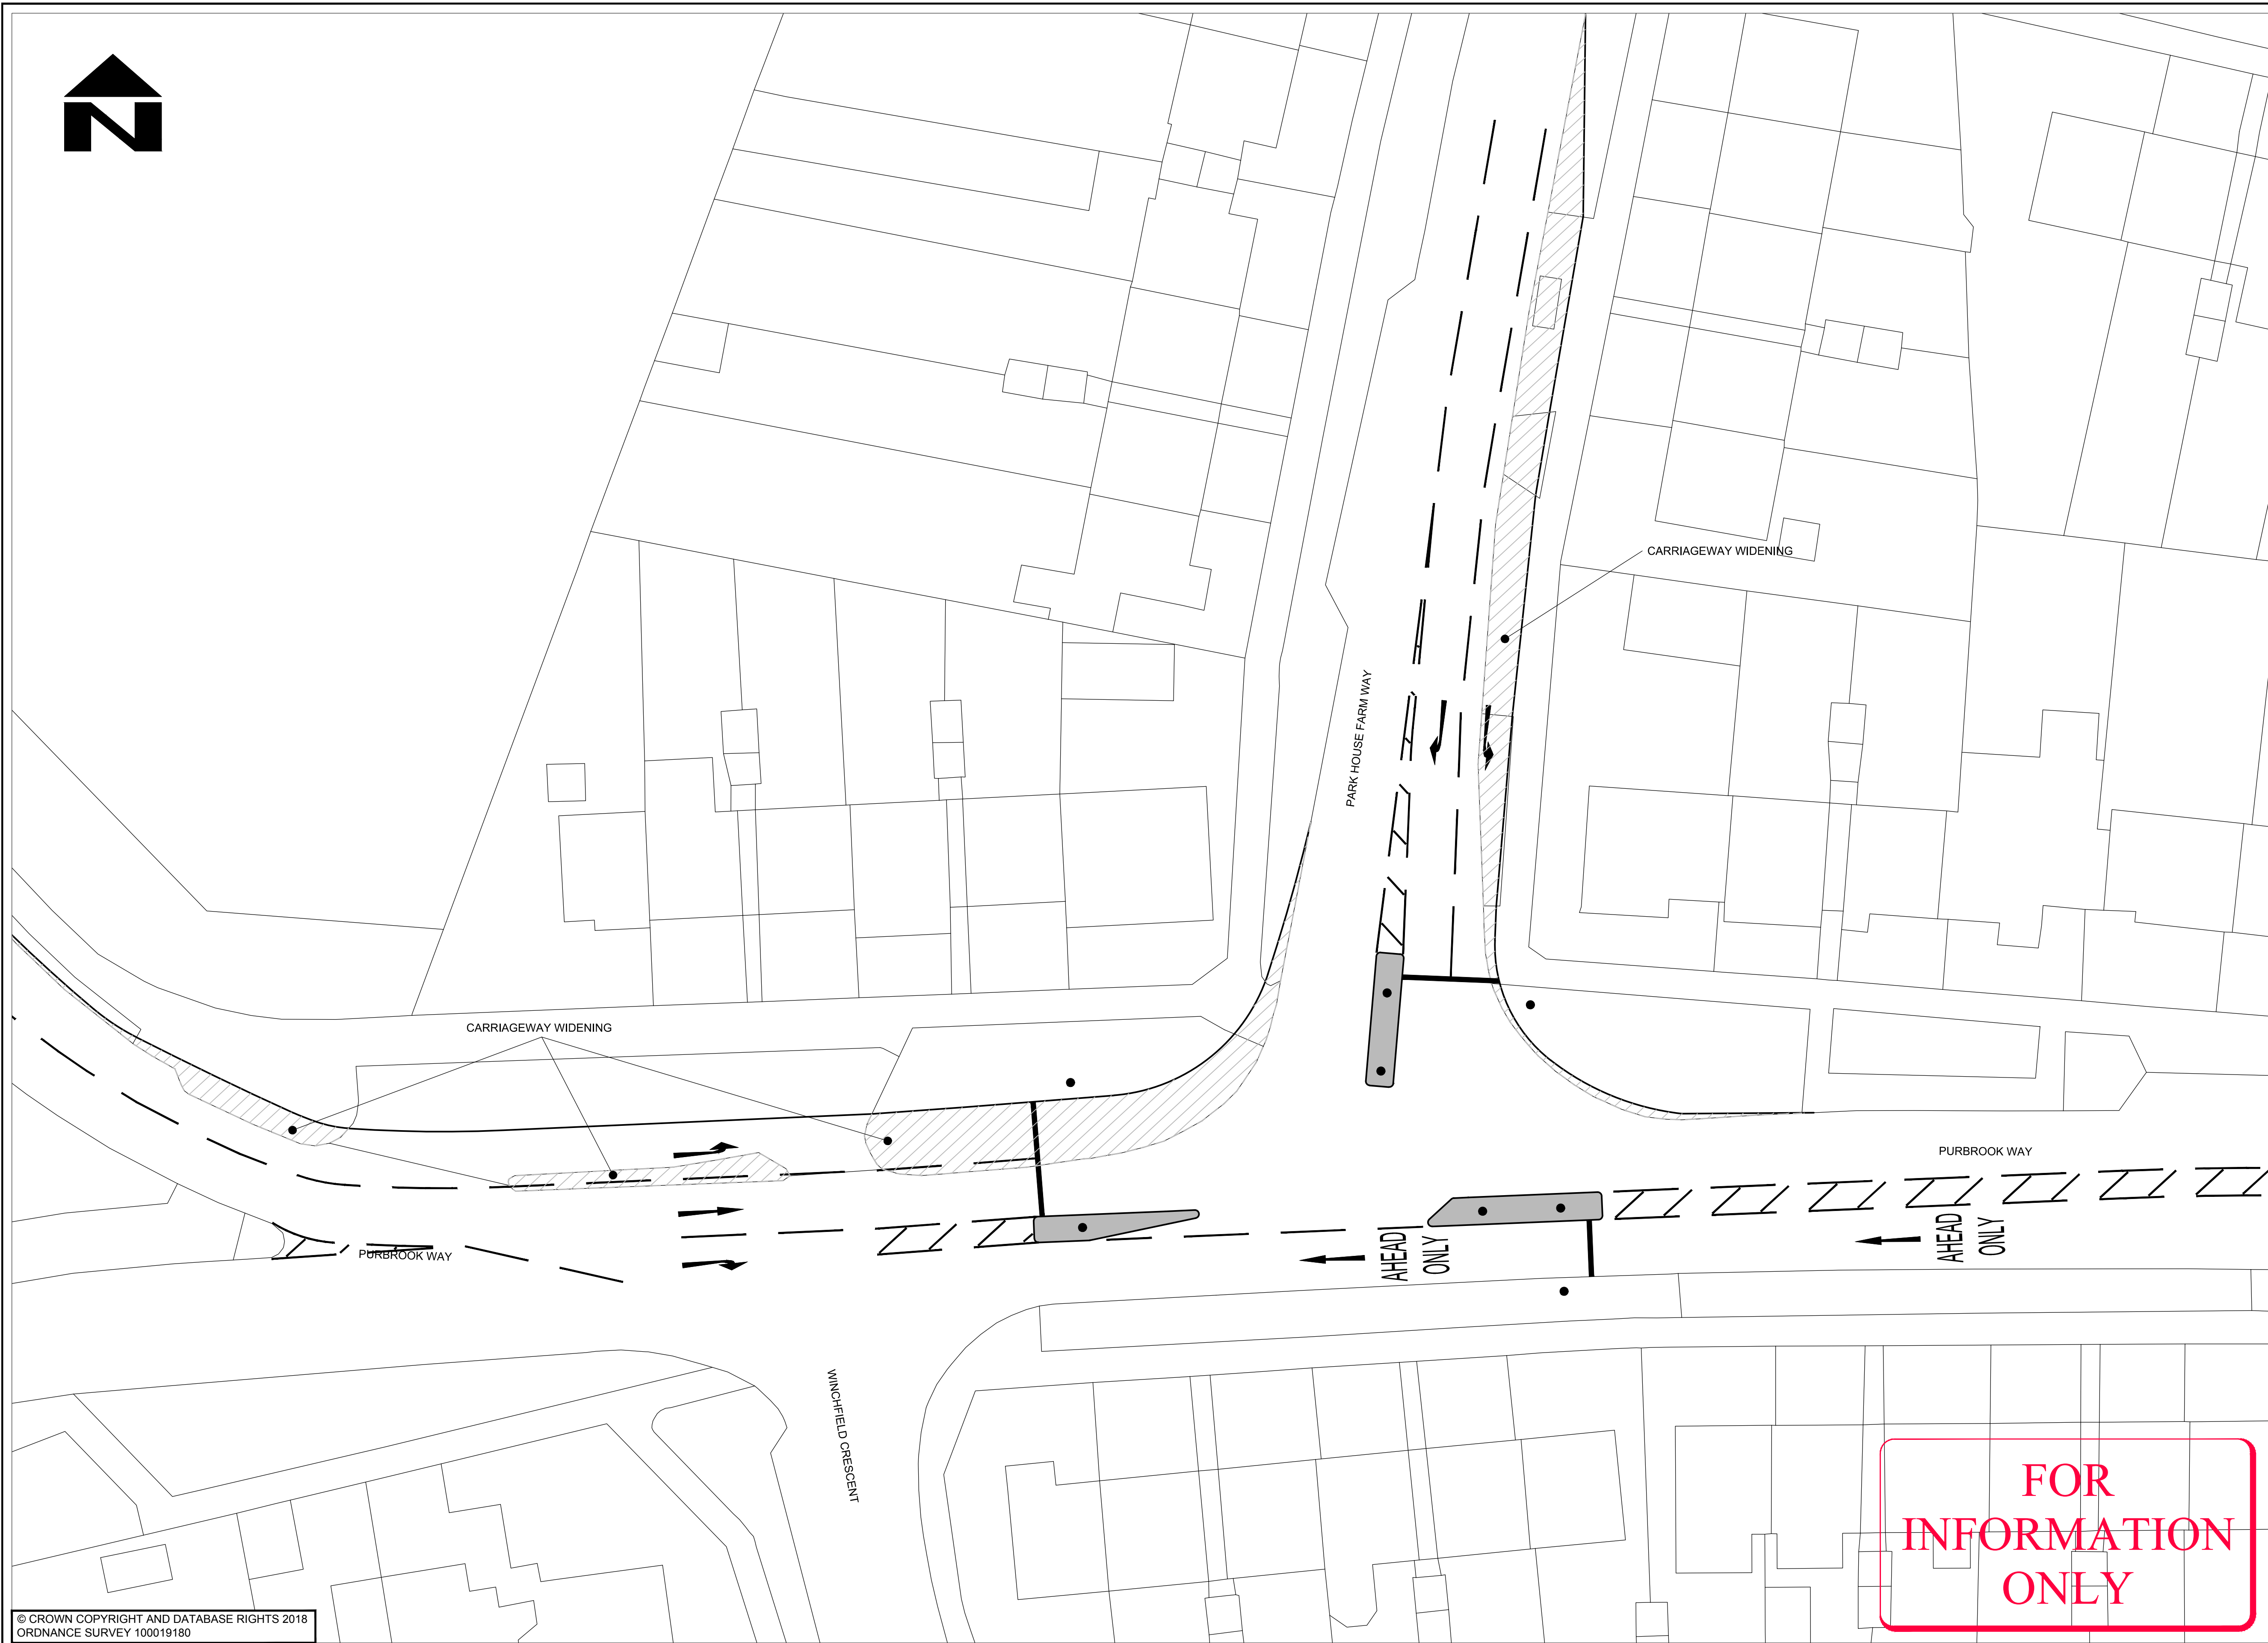 N
CARRIAGEWAY WIDENING
PARK HOUSE FARM WAY
CARRIAGEWAY WIDENING
PURBROOK WAY
AHEAD
ONLY
AHEAD
ONLY
PURBROOK WAY
WINCHFIELD CRESCENT
FOR
INFORMATION
ONLY
© CROWN COPYRIGHT AND DATABASE RIGHTS 2018
ORDNANCE SURVEY 100019180